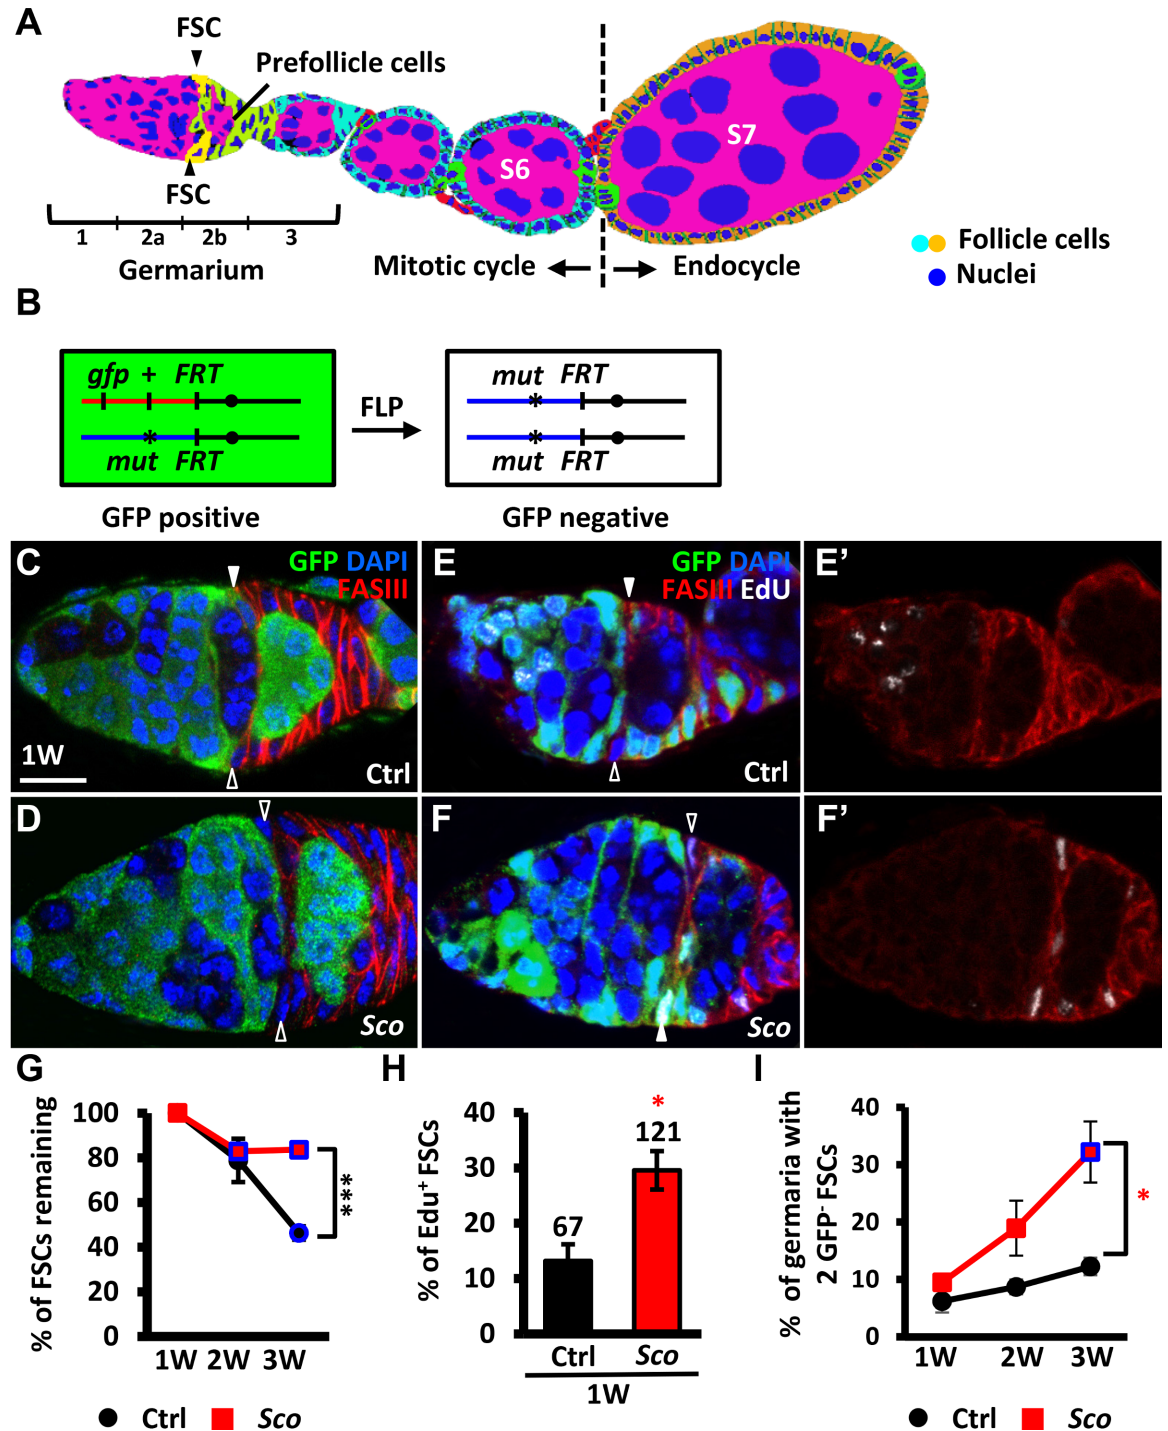 A
FSC
Prefollicle cells
S6
S7
FSC
1 2a 2b 3
Germarium
Mitotic cycle
Endocycle
Follicle cells
Nuclei
B
gfp + FRT
mut FRT
GFP positive
FLP
mut FRT
mut FRT
GFP negative
C
GFP DAPI
FASIII
1W
Ctrl
E
GFP DAPI
FASIII EdU
Ctrl
E’
D
Sco
F
Sco
F’
G
% of FSCs remaining
100
80
60
40
20
0
1W 2W 3W
***
Ctrl Sco
H
% of Edu+ FSCs
40
30
20
10
0
67
*
121
Ctrl Sco
1W
I
% of germaria with
2 GFP- FSCs
40
30
20
10
0
1W 2W 3W
*
Ctrl Sco